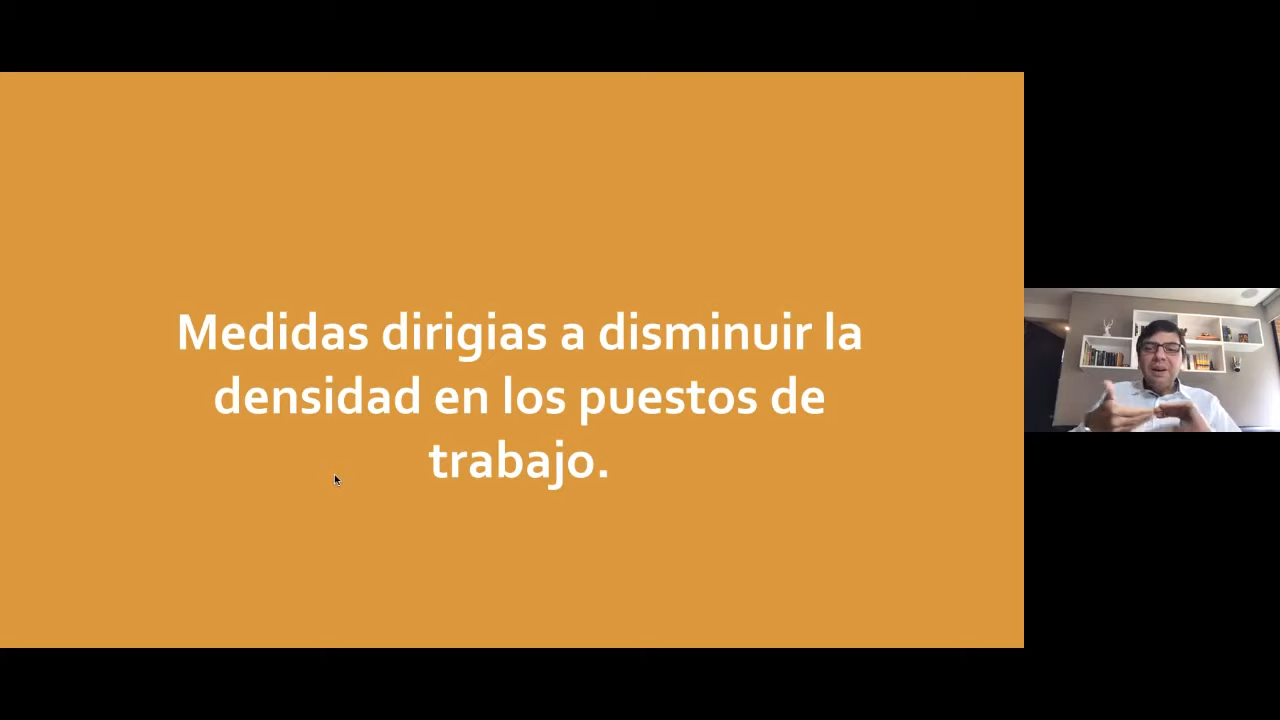 Medidas dirigias a disminuir la
densidad en los puestos de
trabajo.